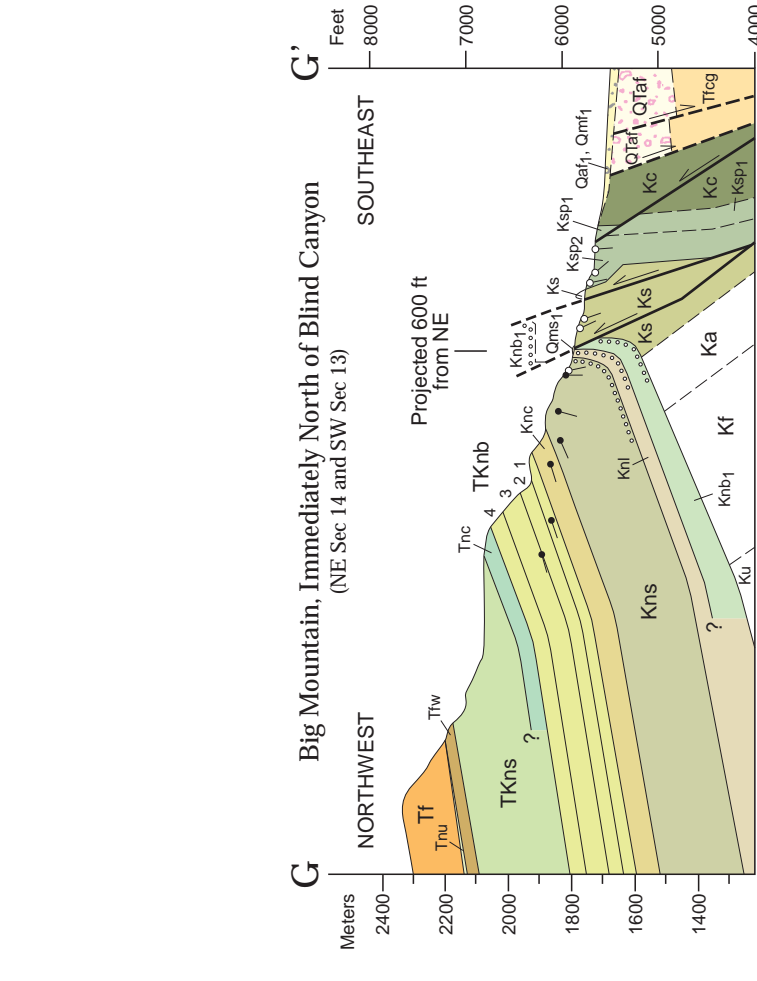 Big Mountain, Immediately North of Blind Canyon
(NE Sec 14 and SW Sec 13)
G
G’
NORTHWEST
SOUTHEAST
Meters
2400
2200
2000
1800
1600
1400
Feet
8000
7000
6000
5000
4000
Projected 600 ft
from NE
Tf
Tnu
Tfw
TKns
?
Tnc
TKnb
4
3
2
1
Knc
Kns
Knl
?
Knb1
Qms1
Knb1
Ku
Kf
Ka
Ks
Ks
Ks
Ksp2
Ksp1
Ksp1
Kc
Kc
Qaf1, Qmf1
QTaf
QTaf
Tfcg